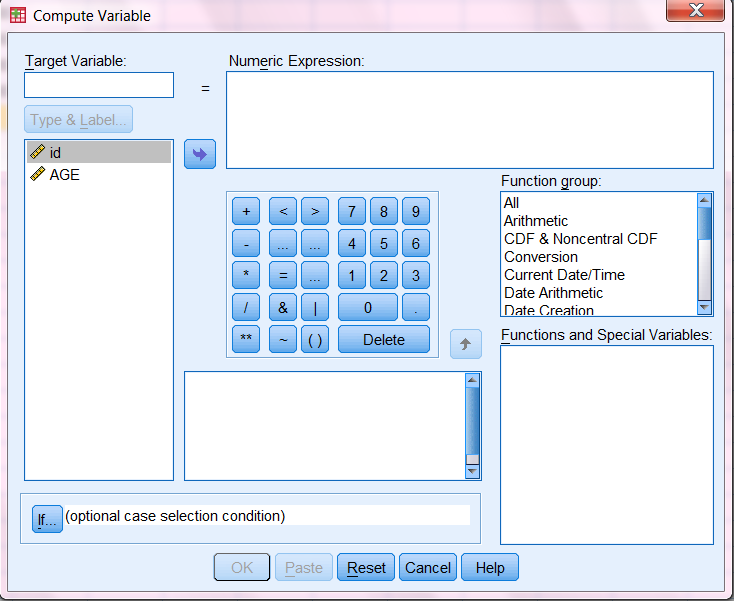 Compute Variable
Target Variable:
Numeric Expression:
=
Type & Label...
id
AGE
+ < > 7 8 9
- ... ... 4 5 6
* = ... 1 2 3
/ & | 0 .
** ~ ( ) Delete
Function group:
All
Arithmetic
CDF & Noncentral CDF
Conversion
Current Date/Time
Date Arithmetic
Date Creation
Functions and Special Variables:
If... (optional case selection condition)
OK Paste Reset Cancel Help